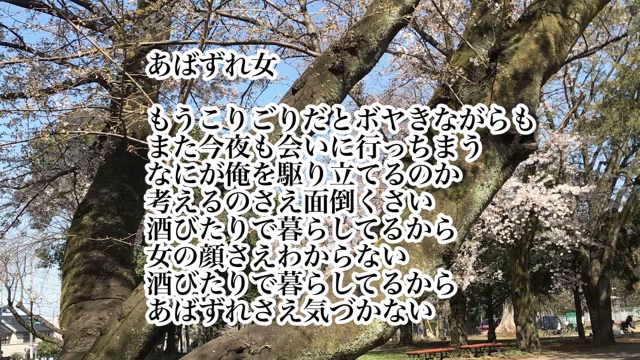 あばずれ女
もうこりごりだとボヤきながらも
また今夜も会いに行っちまう
なにが俺を駆り立てるのか
考えるのさえ面倒くさい
酒びたりで暮らしてるから
女の顔さえわからない
酒びたりで暮らしてるから
あばずれさえ気づかない